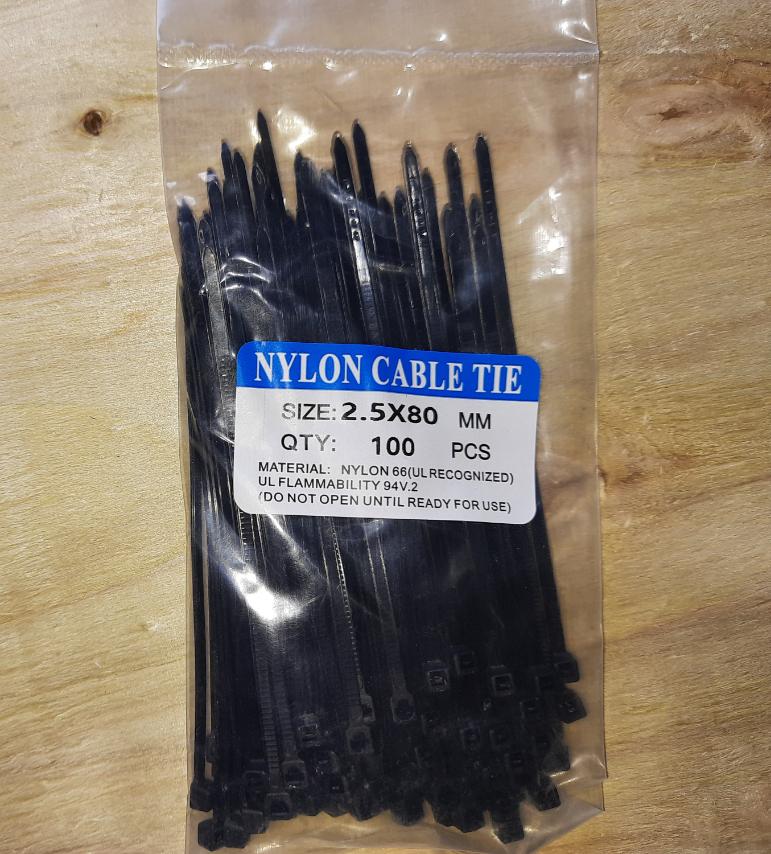 NYLON CABLE TIE
SIZE: 2.5X80 MM
QTY: 100 PCS
MATERIAL: NYLON 66(UL RECOGNIZED)
UL FLAMMABILITY 94V.2
(DO NOT OPEN UNTIL READY FOR USE)